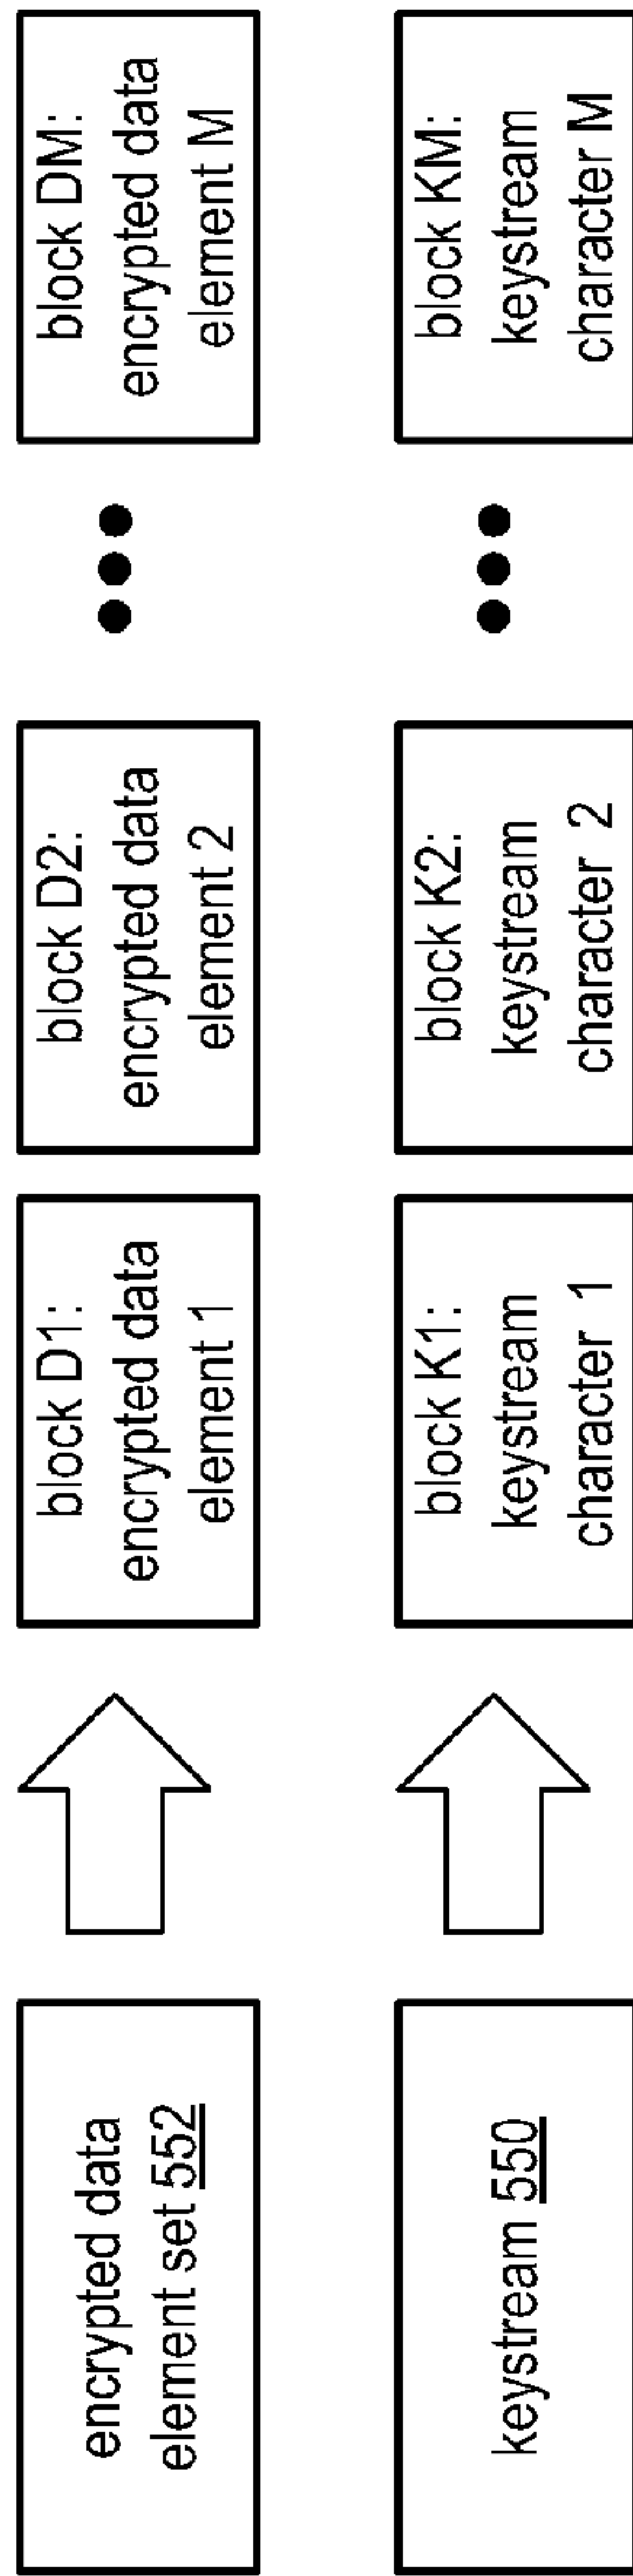 encrypted data
element set 552
block D1:
encrypted data
element 1
block D2:
encrypted data
element 2
block DM:
encrypted data
element M
keystream 550
block K1:
keystream
character 1
block K2:
keystream
character 2
block KM:
keystream
character M